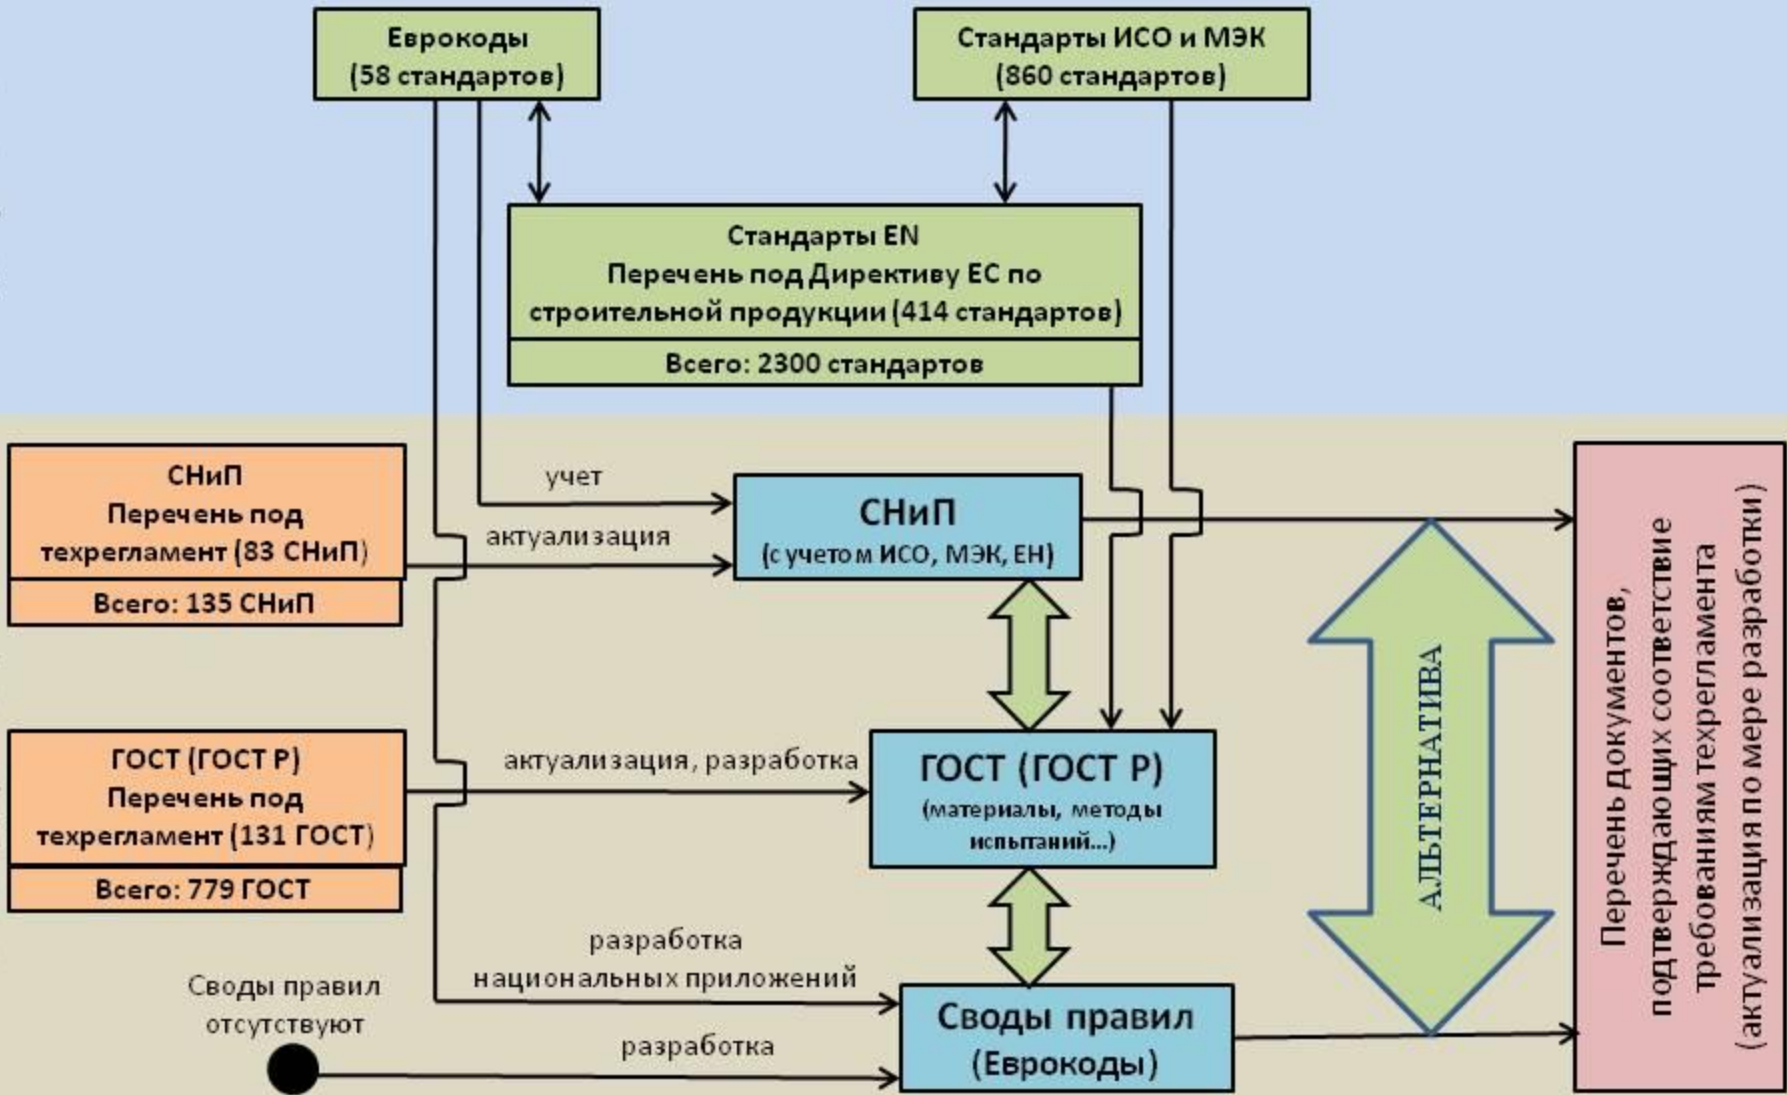 Еврокоды
(58 стандартов)
Стандарты ИСО и МЭК
(860 стандартов)
Стандарты EN
Перечень под Директиву ЕС по
строительной продукции (414 стандартов)
Всего: 2300 стандартов
СНиП
Перечень под
техрегламент (83 СНиП)
Всего: 135 СНиП
учет
актуализация
СНиП
(с учетом ИСО, МЭК, ЕН)
ГОСТ (ГОСТ Р)
Перечень под
техрегламент (131 ГОСТ)
Всего: 779 ГОСТ
актуализация, разработка
ГОСТ (ГОСТ Р)
(материалы, методы
испытаний...)
Своды правил
отсутствуют
разработка
национальных приложений
разработка
Своды правил
(Еврокоды)
АЛЬТЕРНАТИВА
Перечень документов,
подтверждающих соответствие
требованиям техрегламента
(актуализация по мере разработки)